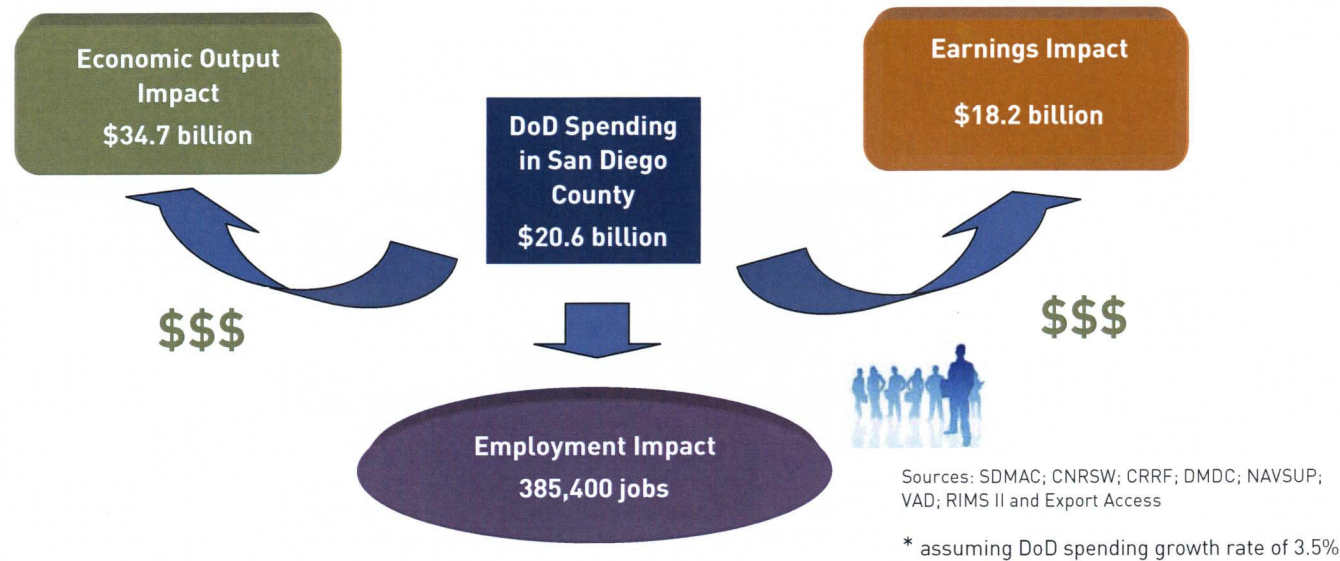 Economic Output
Impact
$34.7 billion
DoD Spending
in San Diego
County
$20.6 billion
Earnings Impact
$18.2 billion
$$$
$$$
Employment Impact
385,400 jobs
Sources: SDMAC; CNRSW; CRRF; DMDC; NAVSUP;
VAD; RIMS II and Export Access
* assuming DoD spending growth rate of 3.5%